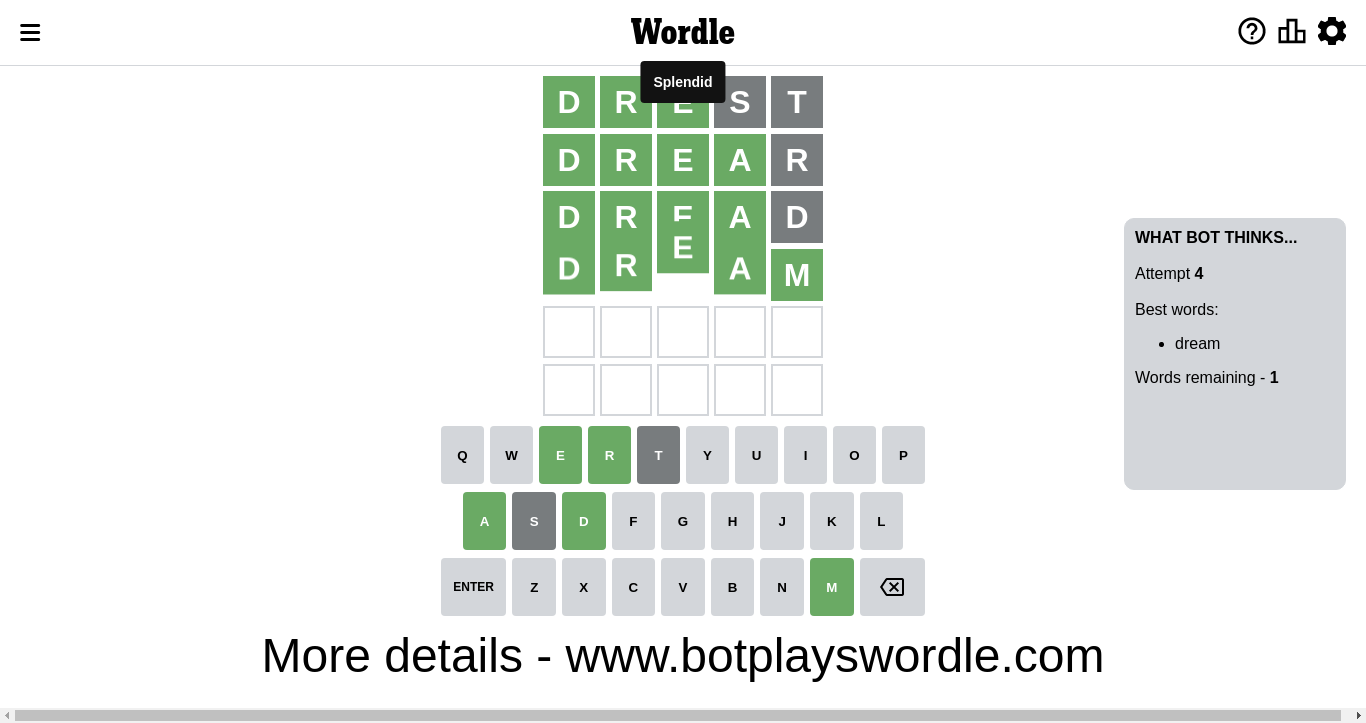 Wordle
Splendid
D R E S T
D R E A R
D R E A D
D R E A M
WHAT BOT THINKS...
Attempt 4
Best words:
• dream
Words remaining - 1
Q W E R T Y U I O P
A S D F G H J K L
ENTER Z X C V B N M
More details - www.botplayswordle.com